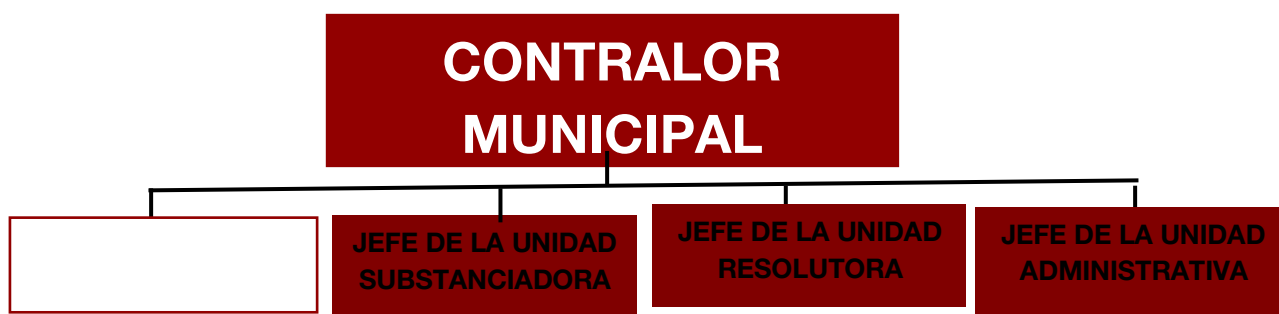 CONTRALOR
MUNICIPAL
JEFE DE LA UNIDAD
SUBSTANCIADORA
JEFE DE LA UNIDAD
RESOLUTORA
JEFE DE LA UNIDAD
ADMINISTRATIVA